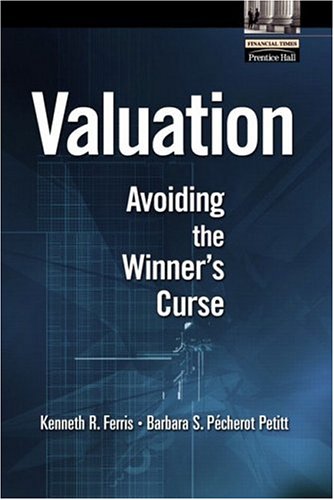 FINANCIAL TIMES
Prentice Hall
Valuation
Avoiding
the
Winner's
Curse
Kenneth R. Ferris • Barbara S. Pécherot Petitt